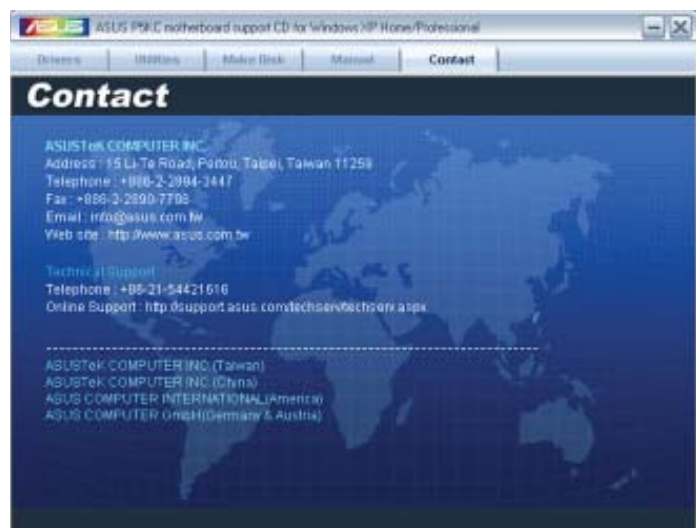 ASUS P5KC motherboard support CD for Windows XP Home/Professional
Drivers Utilities Make Disk Manual Contact
Contact
ASUSTeK COMPUTER INC.
Address : 15 Li-Te Road, Peitou, Taipei, Taiwan 11259
Telephone : +886-2-2894-3447
Fax : +886-2-2890-7798
Email : info@asus.com.tw
Web site : http://www.asus.com.tw
Technical Support
Telephone : +86-21-54421616
Online Support : http://support.asus.com/techserv/techserv.aspx
ASUSTeK COMPUTER INC.(Taiwan)
ASUSTeK COMPUTER INC.(China)
ASUS COMPUTER INTERNATIONAL(America)
ASUS COMPUTER GmbH(Germany & Austria)